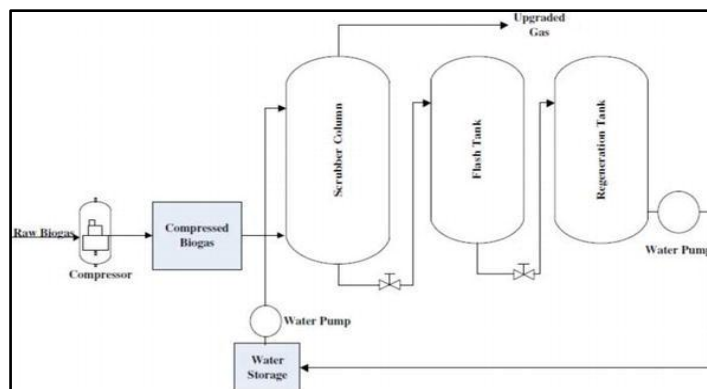 Upgraded
Gas
Scrubber Column
Flash Tank
Regeneration Tank
Raw Biogas
Compressed
Biogas
Compressor
Water Pump
Water Pump
Water
Storage